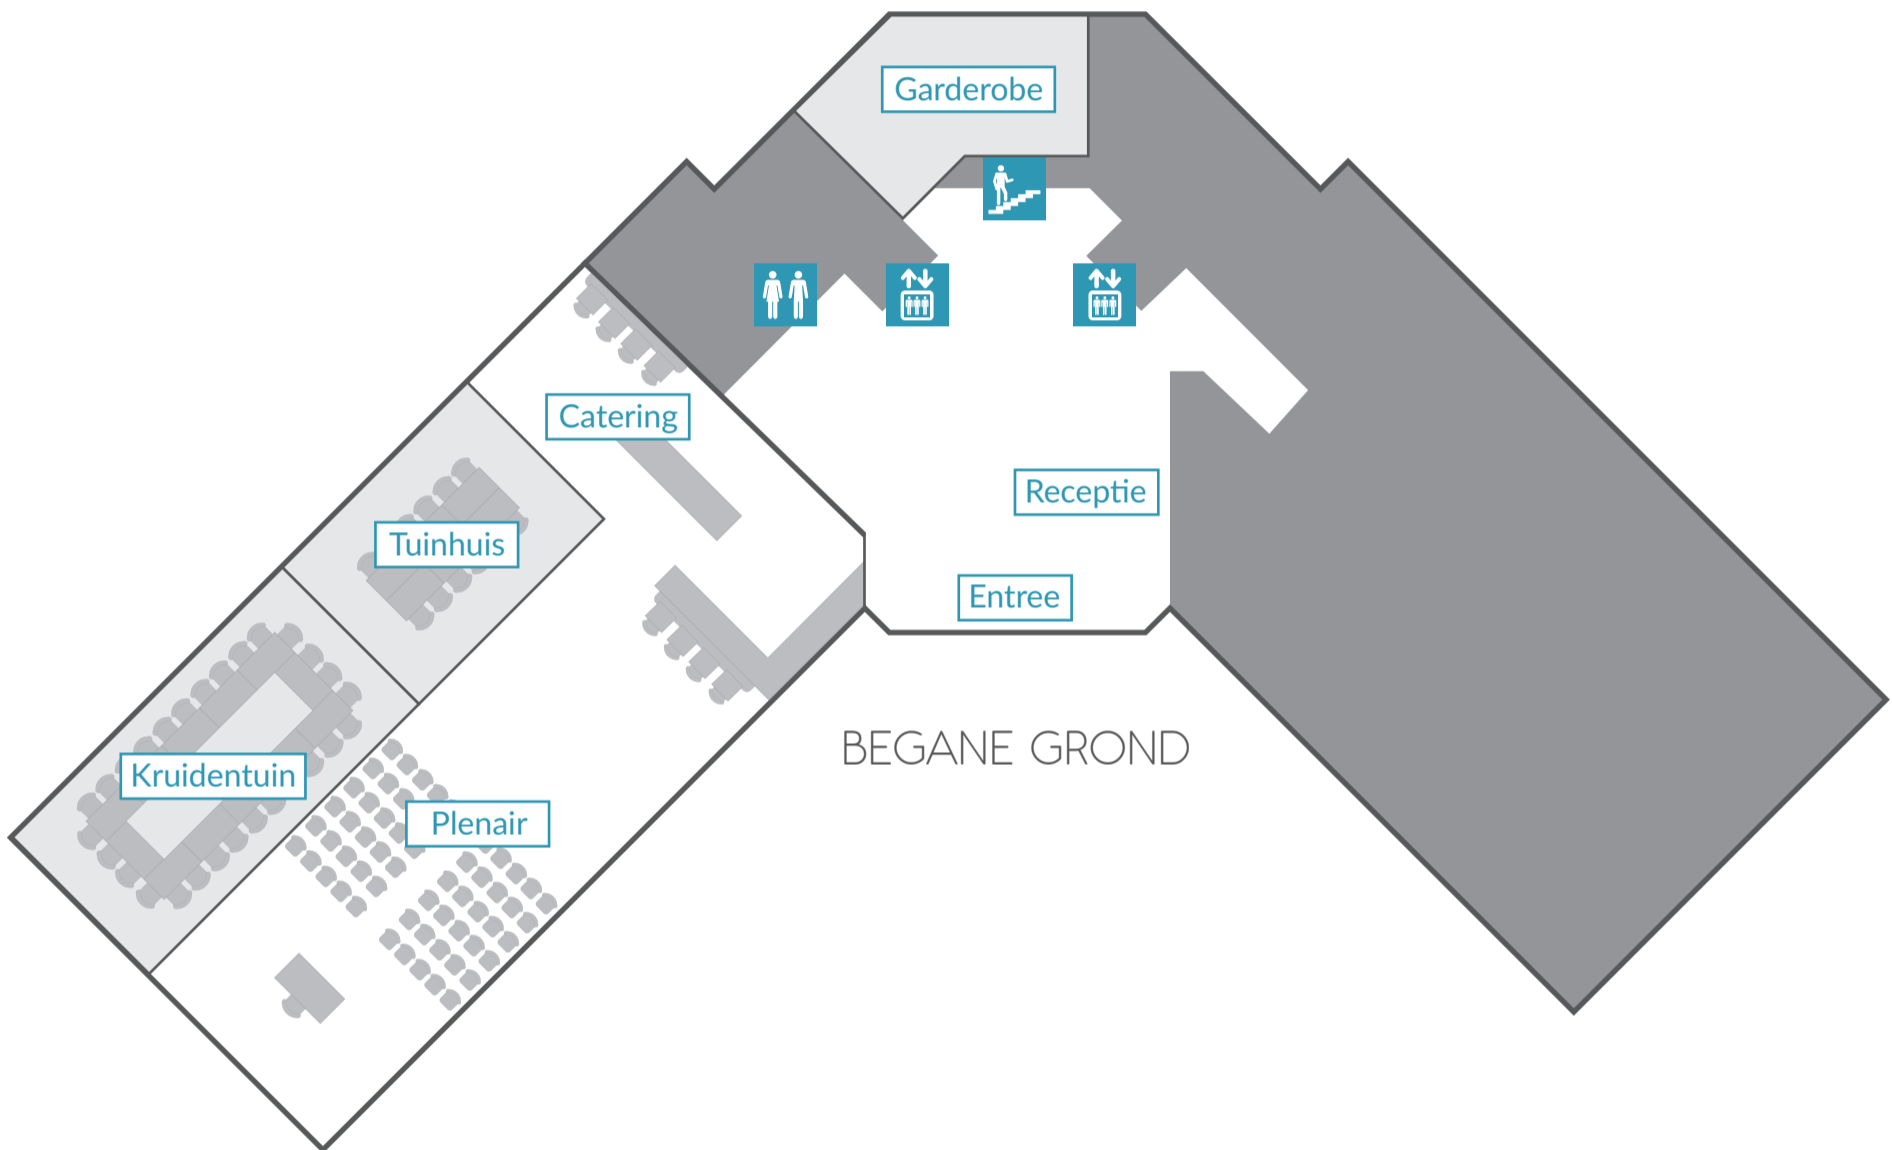 Garderobe
Catering
Receptie
Tuinhuis
Entree
BEGANE GROND
Kruidentuin
Plenair